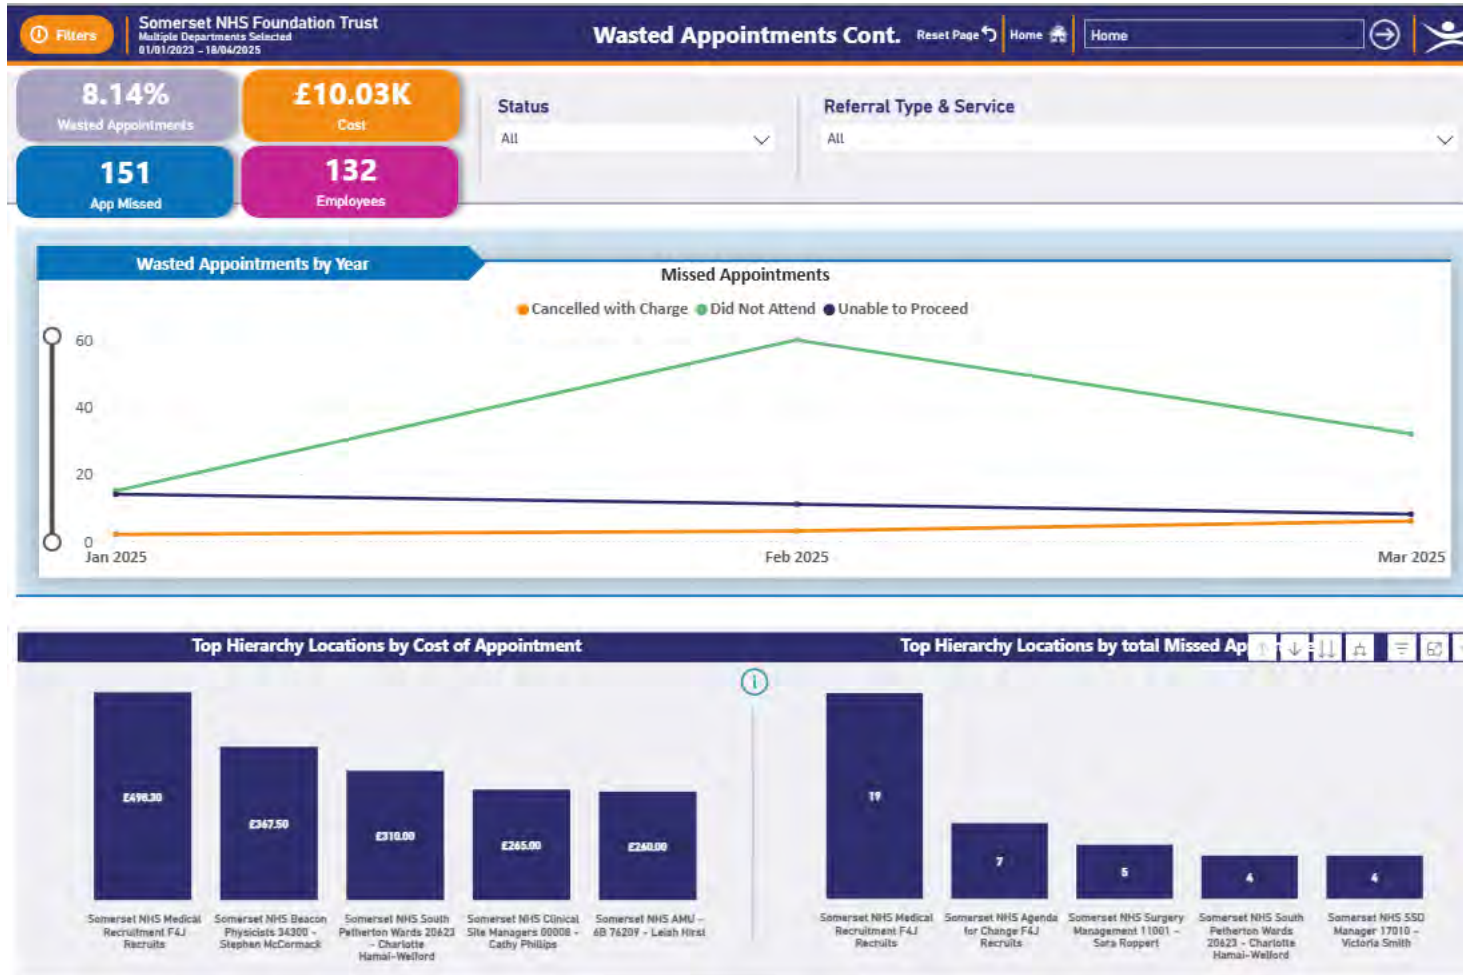 Filters
Somerset NHS Foundation Trust
Multiple Departments Selected
01/01/2023 - 18/04/2025
Wasted Appointments Cont.
Reset Page
Home
Home
8.14%
Wasted Appointments
£10.03K
Cost
151
App Missed
132
Employees
Status
All
Referral Type & Service
All
Wasted Appointments by Year
Missed Appointments
Cancelled with Charge
Did Not Attend
Unable to Proceed
60
40
20
0
Jan 2025
Feb 2025
Mar 2025
Top Hierarchy Locations by Cost of Appointment
£498.30
£367.50
£310.00
£265.00
£260.00
Somerset NHS Medical
Recruitment F4J
Recruits
Somerset NHS Beacon
Physicists 34300 -
Stephen McCormack
Somerset NHS South
Petherton Wards 20623
- Charlotte
Hamai-Welford
Somerset NHS Clinical
Site Managers 00008 -
Cathy Phillips
Somerset NHS AMU -
6B 76209 - Leiah Hirst
Top Hierarchy Locations by total Missed Ap
19
7
5
4
4
Somerset NHS Medical
Recruitment F4J
Recruits
Somerset NHS Agenda
for Change F4J
Recruits
Somerset NHS Surgery
Management 11001 -
Sara Roppert
Somerset NHS South
Petherton Wards
20623 - Charlotte
Hamai-Welford
Somerset NHS SSD
Manager 17010 -
Victoria Smith